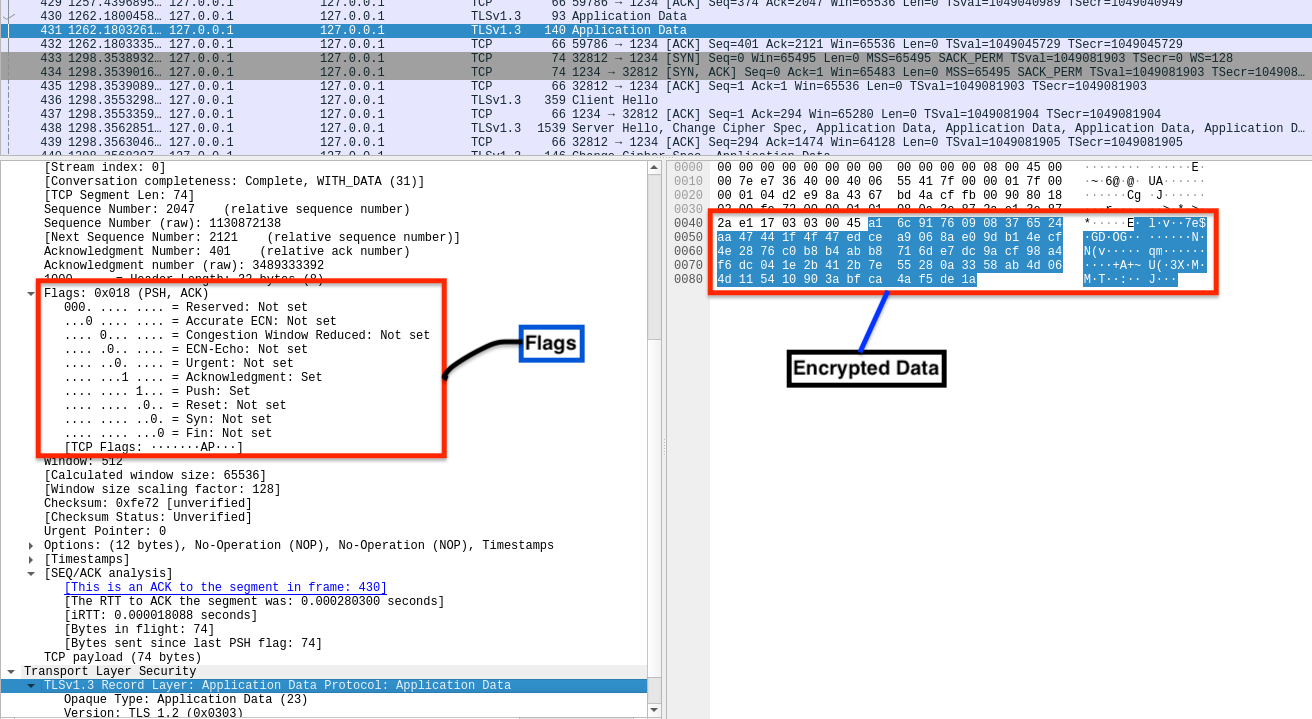 429 1257.4396895… 127.0.0.1 127.0.0.1 TCP 66 59786 → 1234 [ACK] Seq=374 Ack=2047 Win=65536 Len=0 TSval=1049040989 TSecr=1049040949
430 1262.1800458… 127.0.0.1 127.0.0.1 TLSv1.3 93 Application Data
431 1262.1803261… 127.0.0.1 127.0.0.1 TLSv1.3 140 Application Data
432 1262.1803335… 127.0.0.1 127.0.0.1 TCP 66 59786 → 1234 [ACK] Seq=401 Ack=2121 Win=65536 Len=0 TSval=1049045729 TSecr=1049045729
433 1298.3538932… 127.0.0.1 127.0.0.1 TCP 74 32812 → 1234 [SYN] Seq=0 Win=65495 Len=0 MSS=65495 SACK_PERM TSval=1049081903 TSecr=0 WS=128
434 1298.3539016… 127.0.0.1 127.0.0.1 TCP 74 1234 → 32812 [SYN, ACK] Seq=0 Ack=1 Win=65483 Len=0 MSS=65495 SACK_PERM TSval=1049081903 TSecr=104908…
435 1298.3539089… 127.0.0.1 127.0.0.1 TCP 66 32812 → 1234 [ACK] Seq=1 Ack=1 Win=65536 Len=0 TSval=1049081903 TSecr=1049081903
436 1298.3553298… 127.0.0.1 127.0.0.1 TLSv1.3 359 Client Hello
437 1298.3553359… 127.0.0.1 127.0.0.1 TCP 66 1234 → 32812 [ACK] Seq=1 Ack=294 Win=65280 Len=0 TSval=1049081904 TSecr=1049081904
438 1298.3562851… 127.0.0.1 127.0.0.1 TLSv1.3 1539 Server Hello, Change Cipher Spec, Application Data, Application Data, Application Data, Application D…
439 1298.3563046… 127.0.0.1 127.0.0.1 TCP 66 32812 → 1234 [ACK] Seq=294 Ack=1474 Win=64128 Len=0 TSval=1049081905 TSecr=1049081905
[Stream index: 0]
[Conversation completeness: Complete, WITH_DATA (31)]
[TCP Segment Len: 74]
Sequence Number: 2047 (relative sequence number)
Sequence Number (raw): 1130872138
[Next Sequence Number: 2121 (relative sequence number)]
Acknowledgment Number: 401 (relative ack number)
Acknowledgment number (raw): 3489333392
Flags: 0x018 (PSH, ACK)
000. .... .... = Reserved: Not set
...0 .... .... = Accurate ECN: Not set
.... 0... .... = Congestion Window Reduced: Not set
.... .0.. .... = ECN-Echo: Not set
.... ..0. .... = Urgent: Not set
.... ...1 .... = Acknowledgment: Set
.... .... 1... = Push: Set
.... .... .0.. = Reset: Not set
.... .... ..0. = Syn: Not set
.... .... ...0 = Fin: Not set
[TCP Flags: ·······AP···]
Window: 512
[Calculated window size: 65536]
[Window size scaling factor: 128]
Checksum: 0xfe72 [unverified]
[Checksum Status: Unverified]
Urgent Pointer: 0
Options: (12 bytes), No-Operation (NOP), No-Operation (NOP), Timestamps
[Timestamps]
[SEQ/ACK analysis]
[This is an ACK to the segment in frame: 430]
[The RTT to ACK the segment was: 0.000280300 seconds]
[iRTT: 0.000018088 seconds]
[Bytes in flight: 74]
[Bytes sent since last PSH flag: 74]
TCP payload (74 bytes)
Transport Layer Security
TLSv1.3 Record Layer: Application Data Protocol: Application Data
Opaque Type: Application Data (23)
Version: TLS 1.2 (0x0303)
Flags
0000 00 00 00 00 00 00 00 00 00 00 00 00 08 00 45 00 ········ ······E·
0010 00 7e e7 36 40 00 40 06 55 41 7f 00 00 01 7f 00 ·~·6@·@· UA······
0020 00 01 04 d2 e9 8a 43 67 bd 4a cf fb 00 90 80 18 ······Cg ·J······
0030
0040 2a e1 17 03 03 00 45 a1 6c 91 76 09 08 37 65 24 *·····E· l·v··7e$
0050 aa 47 44 1f 4f 47 ed ce a9 06 8a e0 9d b1 4e cf ·GD·OG·· ······N·
0060 4e 28 76 c0 b8 b4 ab b8 71 6d e7 dc 9a cf 98 a4 N(v····· qm······
0070 f6 dc 04 1e 2b 41 2b 7e 55 28 0a 33 58 ab 4d 06 ····+A+~ U(·3X·M·
0080 4d 11 54 10 90 3a bf ca 4a f5 de 1a M·T··:·· J···
Encrypted Data